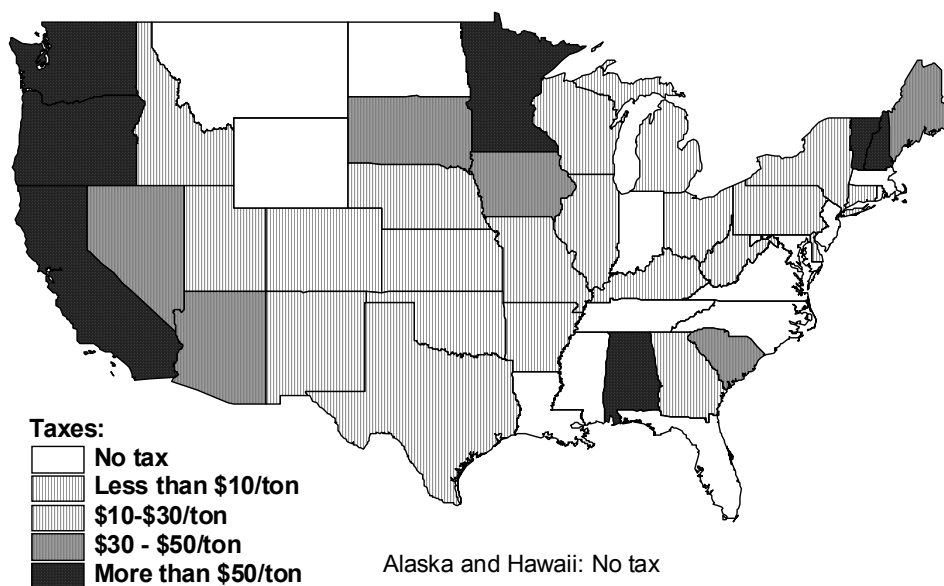 Taxes:
No tax
Less than $10/ton
$10-$30/ton
$30 - $50/ton
More than $50/ton
Alaska and Hawaii: No tax